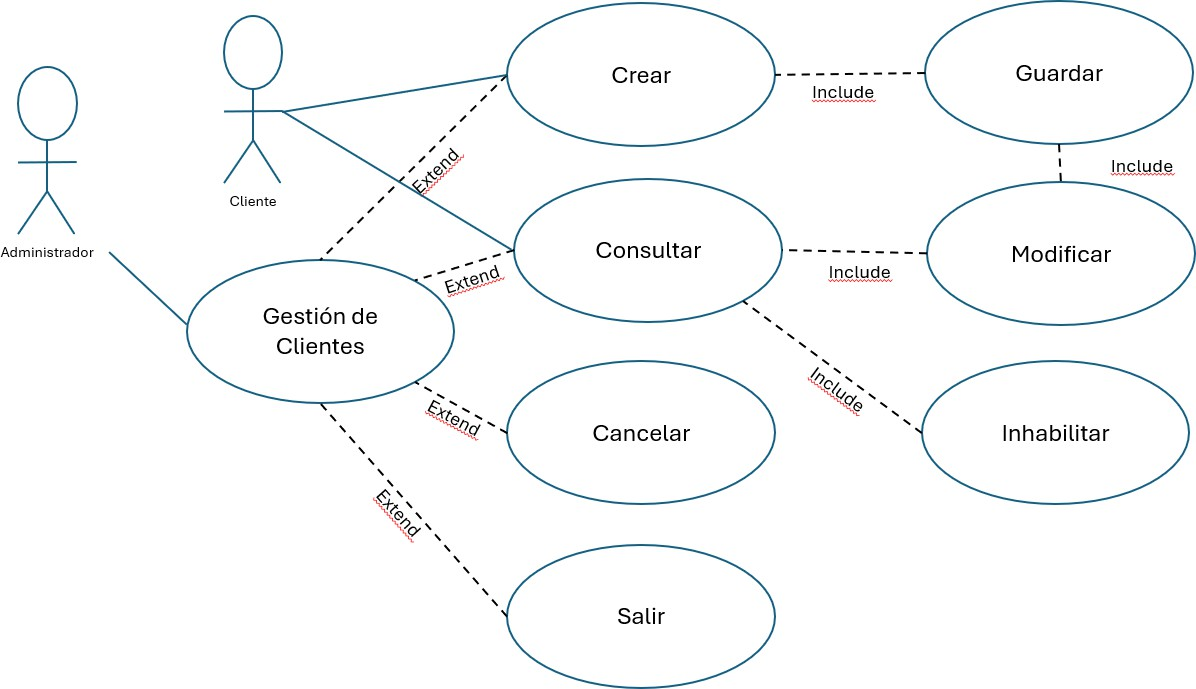 Crear
Include
Guardar
Include
Cliente
Administrador
Extend
Consultar
Include
Modificar
Extend
Gestión de
Clientes
Include
Extend
Cancelar
Inhabilitar
Extend
Salir